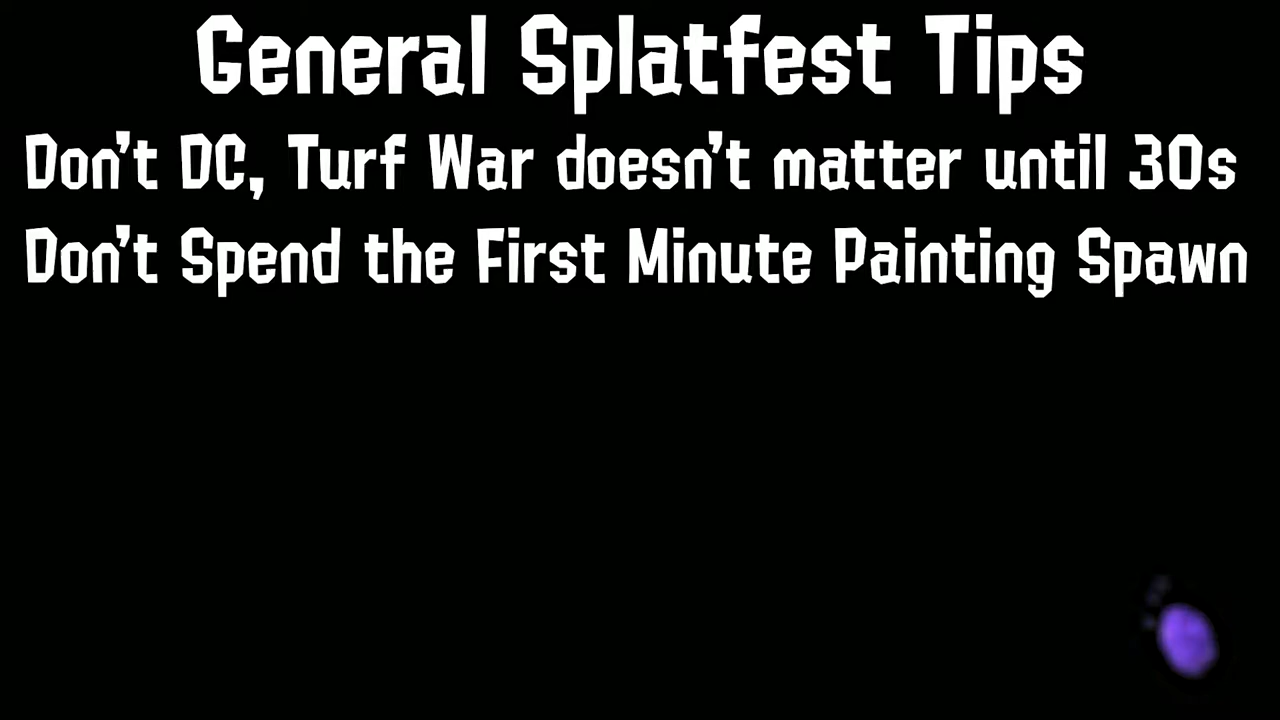 General Splatfest Tips
Don't DC, Turf War doesn't matter until 30s
Don't Spend the First Minute Painting Spawn